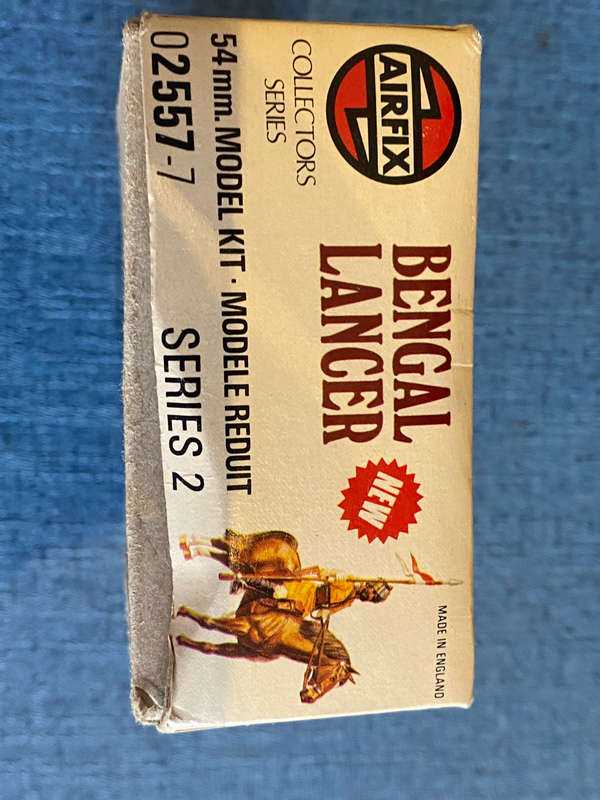 AIRFIX
COLLECTORS
SERIES
BENGAL
LANCER
NEW
MADE IN ENGLAND
54 mm. MODEL KIT · MODELE REDUIT
02557-7
SERIES 2